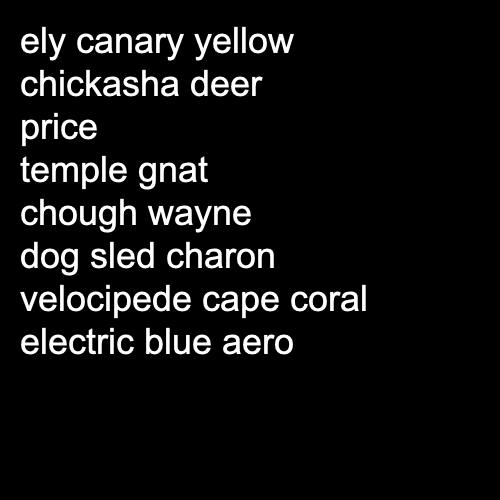 ely canary yellow
chickasha deer
price
temple gnat
chough wayne
dog sled charon
velocipede cape coral
electric blue aero